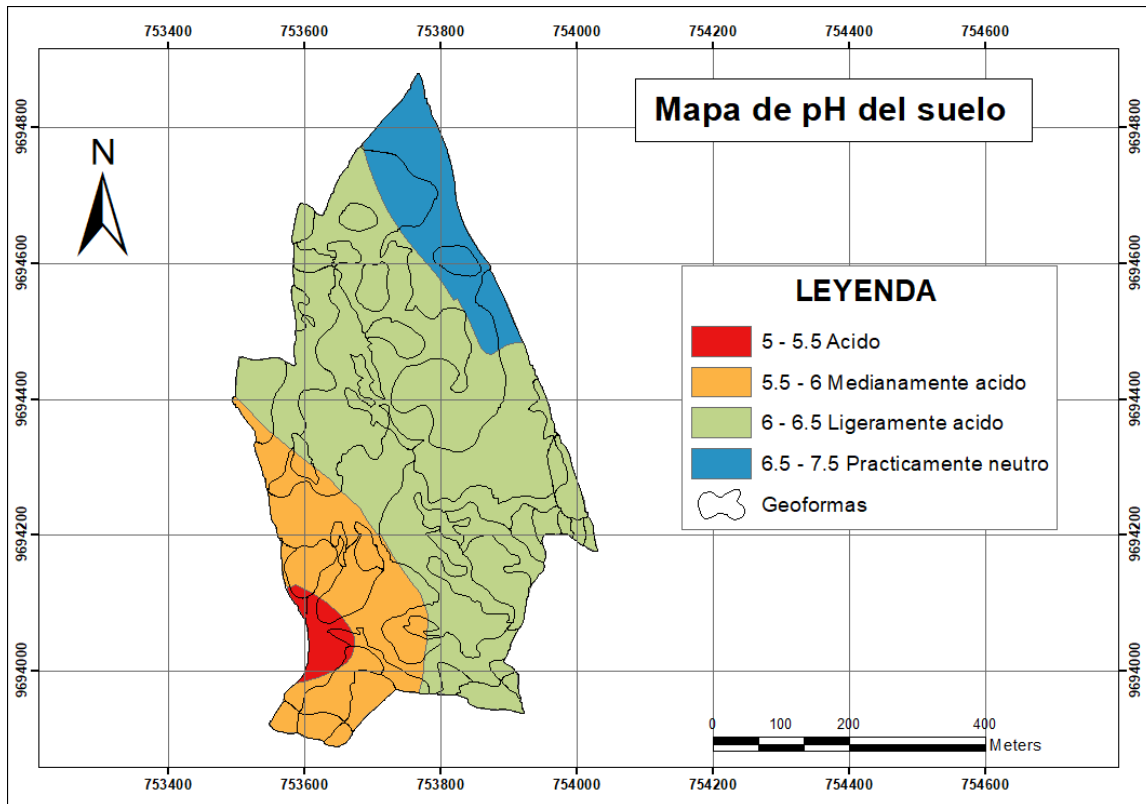 753400 753600 753800 754000 754200 754400 754600
Mapa de pH del suelo
N
9694800 9694800
9694600 9694600
LEYENDA
5 - 5.5 Acido
5.5 - 6 Medianamente acido
6 - 6.5 Ligeramente acido
6.5 - 7.5 Practicamente neutro
Geoformas
9694400 9694400
9694200 9694200
9694000 9694000
0 100 200 400
Meters
753400 753600 753800 754000 754200 754400 754600